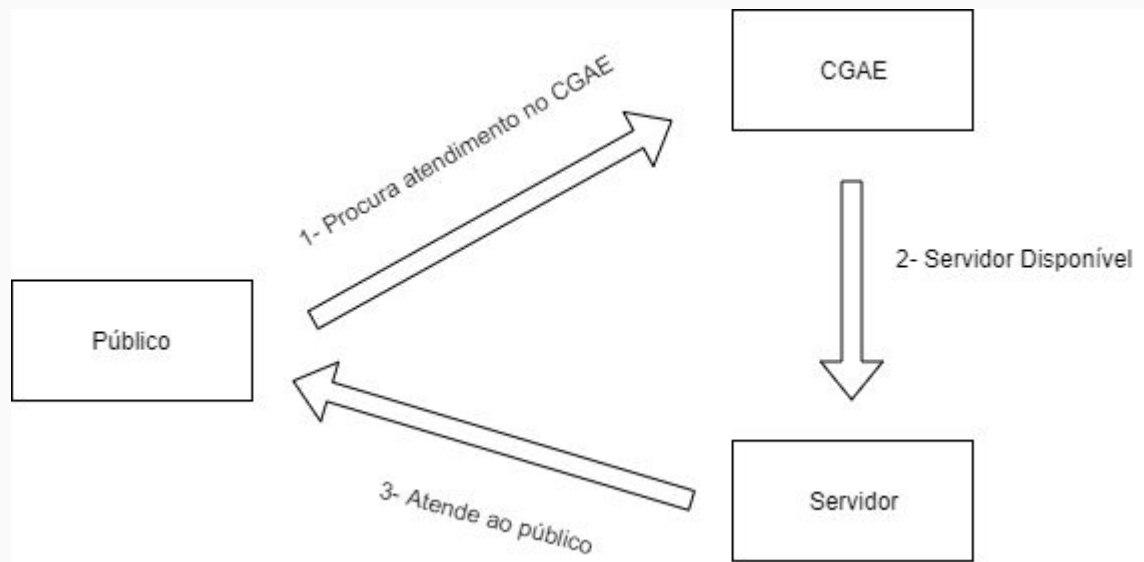 CGAE
1- Procura atendimento no CGAE
2- Servidor Disponível
Público
3- Atende ao público
Servidor